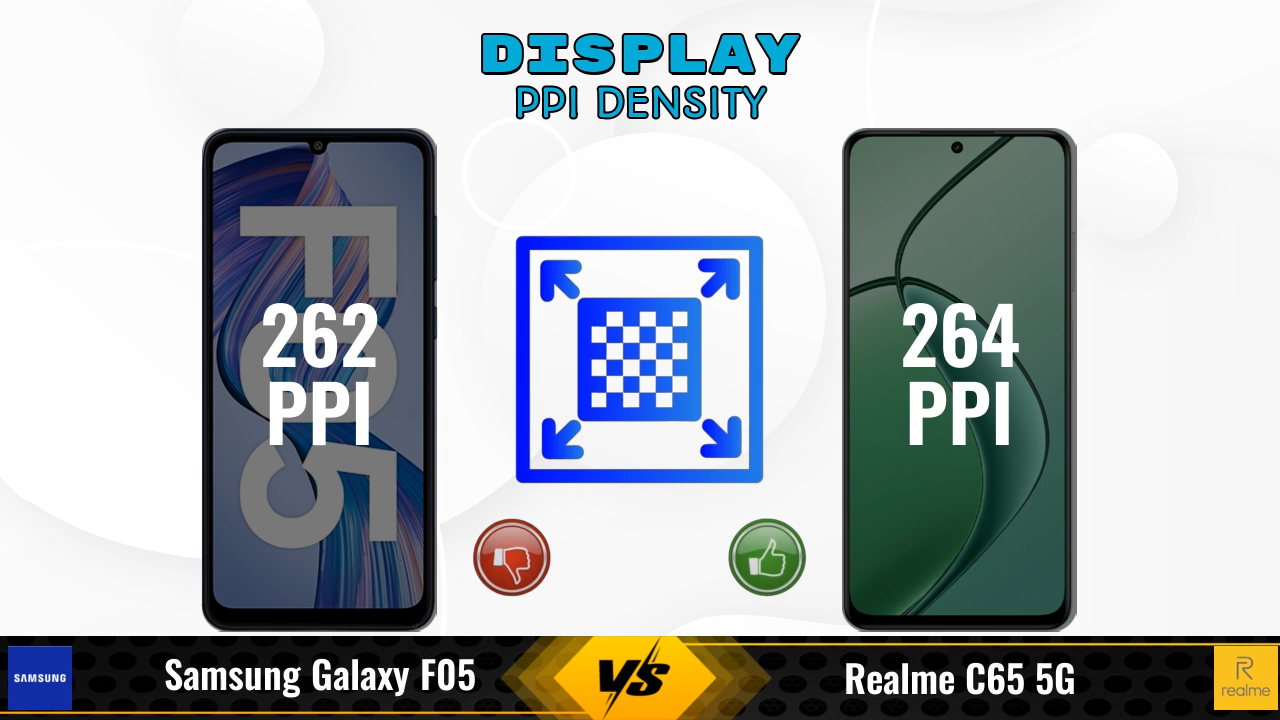 DISPLAY
PPI DENSITY
F05
262
PPI
264
PPI
SAMSUNG
Samsung Galaxy F05
VS
Realme C65 5G
R
realme